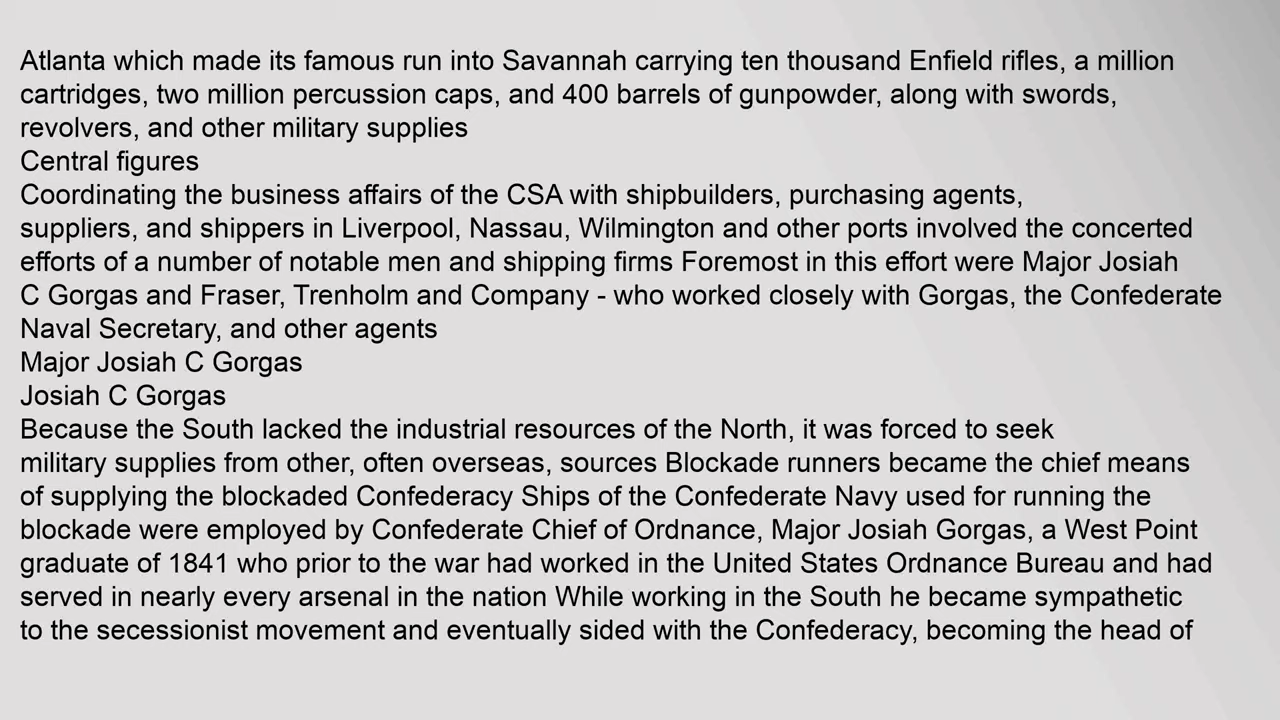 Atlanta which made its famous run into Savannah carrying ten thousand Enfield rifles, a million
cartridges, two million percussion caps, and 400 barrels of gunpowder, along with swords,
revolvers, and other military supplies
Central figures
Coordinating the business affairs of the CSA with shipbuilders, purchasing agents,
suppliers, and shippers in Liverpool, Nassau, Wilmington and other ports involved the concerted
efforts of a number of notable men and shipping firms Foremost in this effort were Major Josiah
C Gorgas and Fraser, Trenholm and Company - who worked closely with Gorgas, the Confederate
Naval Secretary, and other agents
Major Josiah C Gorgas
Josiah C Gorgas
Because the South lacked the industrial resources of the North, it was forced to seek
military supplies from other, often overseas, sources Blockade runners became the chief means
of supplying the blockaded Confederacy Ships of the Confederate Navy used for running the
blockade were employed by Confederate Chief of Ordnance, Major Josiah Gorgas, a West Point
graduate of 1841 who prior to the war had worked in the United States Ordnance Bureau and had
served in nearly every arsenal in the nation While working in the South he became sympathetic
to the secessionist movement and eventually sided with the Confederacy, becoming the head of